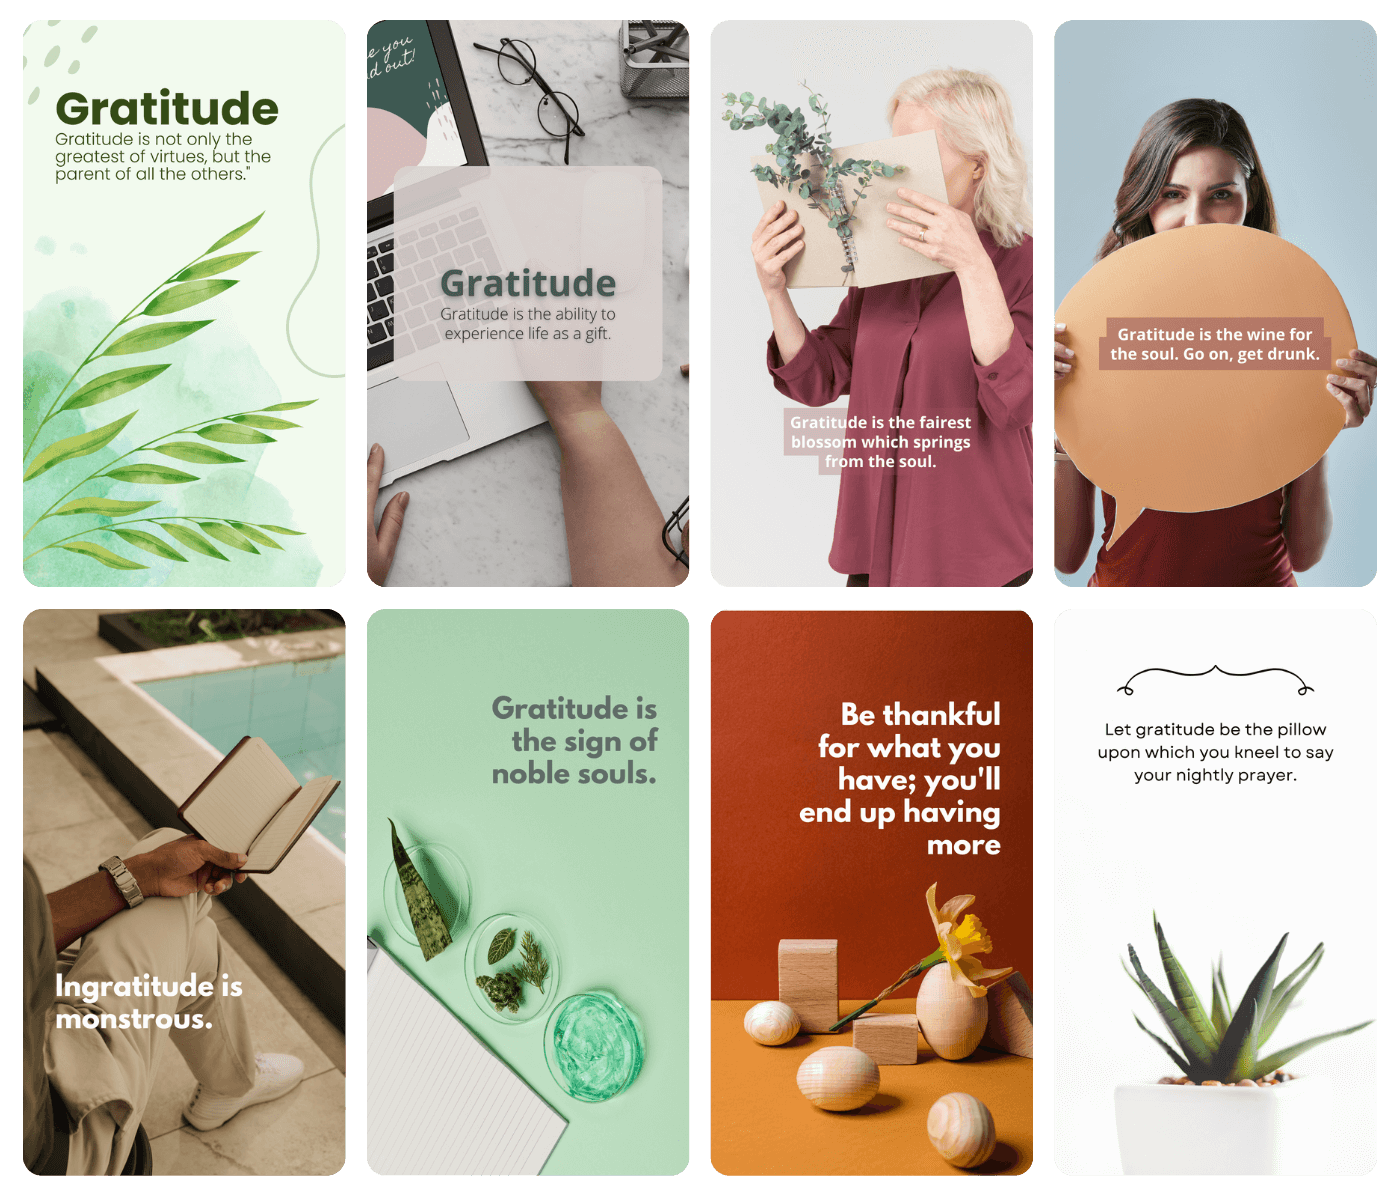 Gratitude
Gratitude is not only the
greatest of virtues, but the
parent of all the others."
e you
d out!
Gratitude
Gratitude is the ability to
experience life as a gift.
Gratitude is the fairest
blossom which springs
from the soul.
Gratitude is the wine for
the soul. Go on, get drunk.
Ingratitude is
monstrous.
Gratitude is
the sign of
noble souls.
Be thankful
for what you
have; you'll
end up having
more
Let gratitude be the pillow
upon which you kneel to say
your nightly prayer.